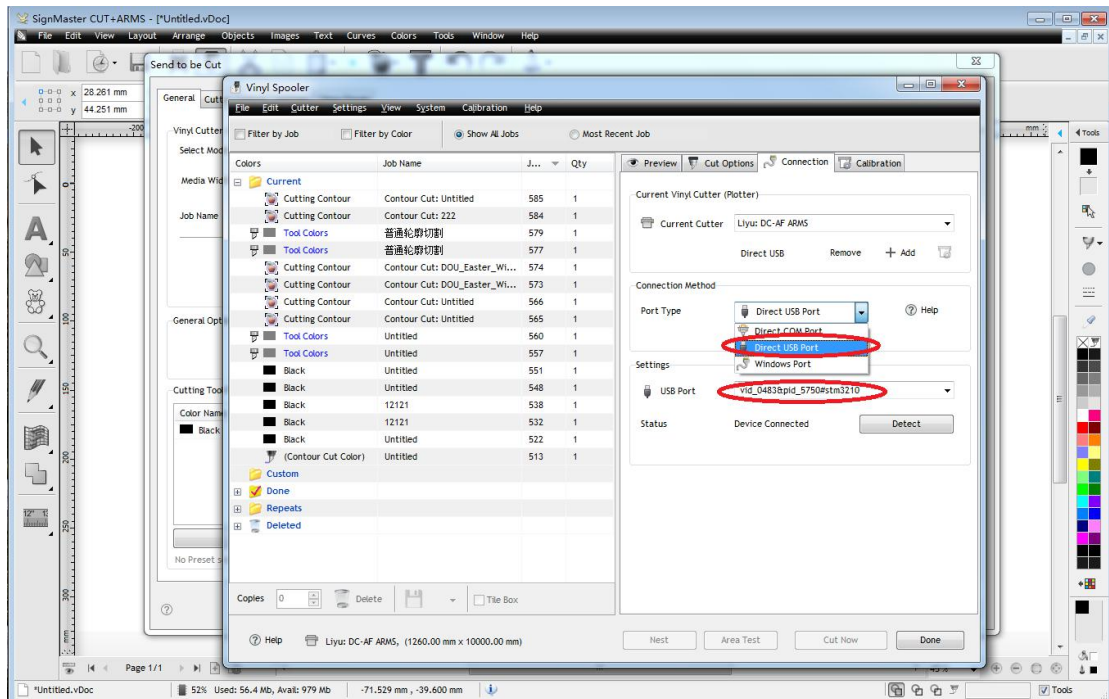 SignMaster CUT+ARMS - [*Untitled.vDoc]
File Edit View Layout Arrange Objects Images Text Curves Colors Tools Window Help
Send to be Cut
x 28.261 mm
y 44.251 mm
General
-200
mm
Tools
Vinyl Cutter
Media Wid
Job Name
General Opt
Cutting Too
Color Name
Black
No Preset s
Vinyl Spooler
File Edit Cutter Settings View System Calibration Help
Filter by Job Filter by Color Show All Jobs Most Recent Job
Colors Job Name J... Qty
Current
Cutting Contour Contour Cut: Untitled 585 1
Cutting Contour Contour Cut: 222 584 1
Tool Colors 普通轮廓切割 579 1
Tool Colors 普通轮廓切割 577 1
Cutting Contour Contour Cut: DOU_Easter_Wi... 574 1
Cutting Contour Contour Cut: DOU_Easter_Wi... 573 1
Cutting Contour Contour Cut: Untitled 566 1
Cutting Contour Contour Cut: Untitled 565 1
Tool Colors Untitled 560 1
Tool Colors Untitled 557 1
Black Untitled 551 1
Black Untitled 548 1
Black 12121 538 1
Black 12121 532 1
Black Untitled 522 1
(Contour Cut Color) Untitled 513 1
Custom
Done
Repeats
Deleted
Copies 0 Delete Tile Box
Preview Cut Options Connection Calibration
Current Vinyl Cutter (Plotter)
Current Cutter Liyu: DC-AF ARMS
Direct USB Remove Add
Connection Method
Port Type Direct USB Port Help
Direct COM Port
Direct USB Port
Windows Port
Settings
USB Port vid_0483&pid_5750#stm3210
Status Device Connected Detect
Help Liyu: DC-AF ARMS, (1260.00 mm x 10000.00 mm) Nest Area Test Cut Now Done
Page 1/1
*Untitled.vDoc 52% Used: 56.4 Mb, Avail: 979 Mb -71.529 mm , -39.600 mm Tools